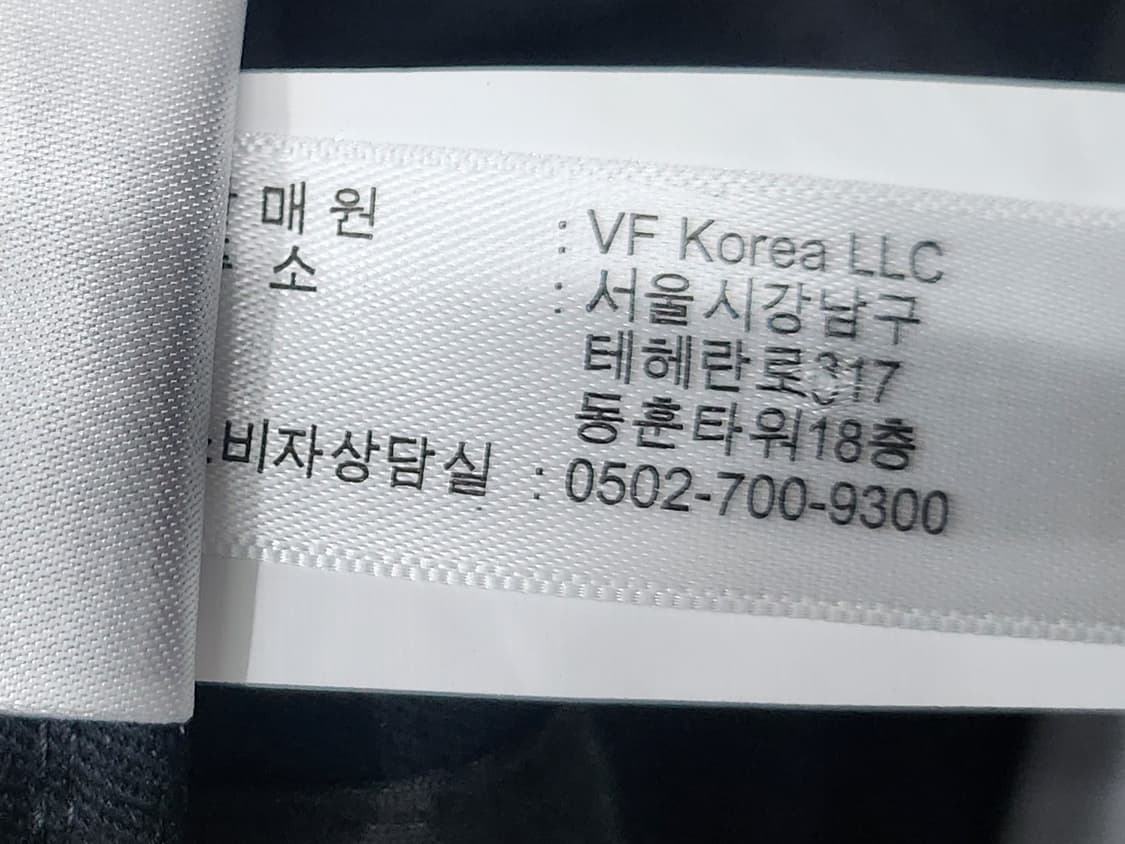 매 원 : VF Korea LLC
소 : 서울시강남구
테헤란로317
동훈타워18층
비자상담실 : 0502-700-9300